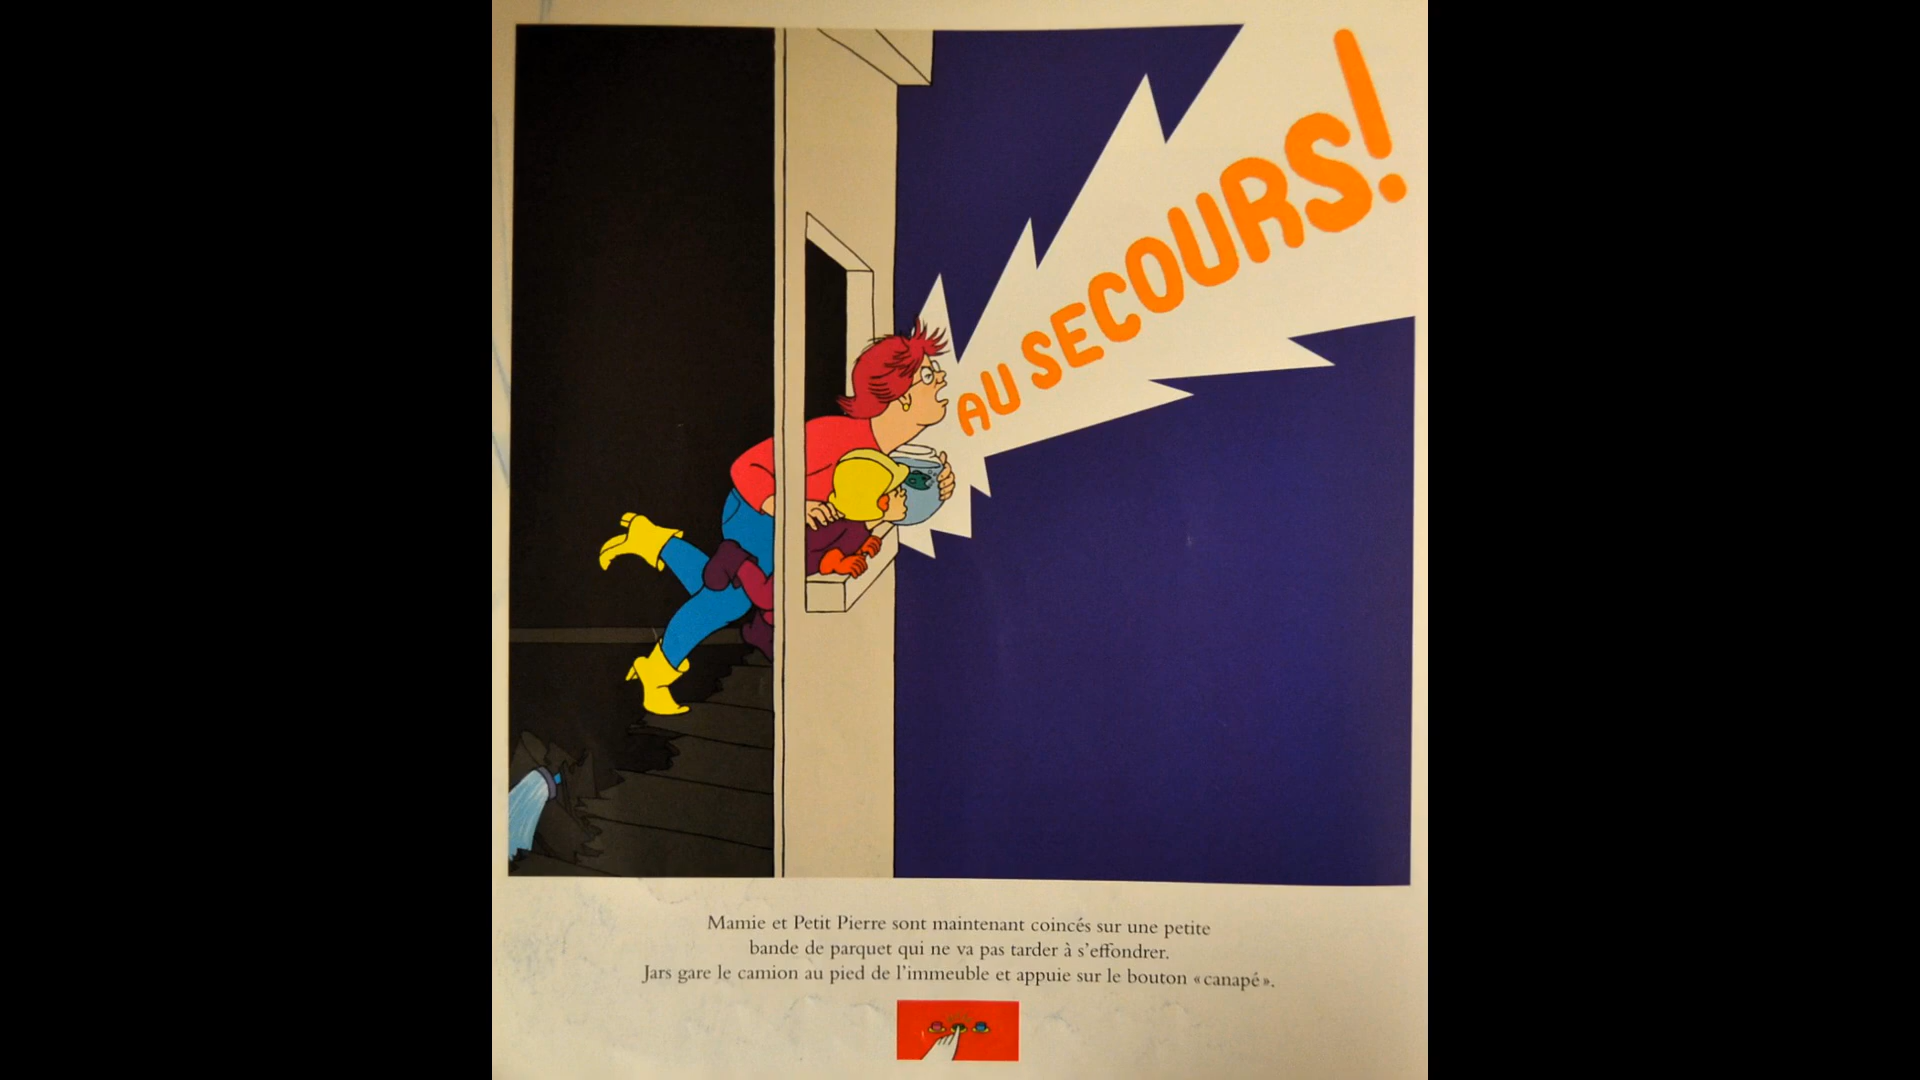 AU SECOURS!
Mamie et Petit Pierre sont maintenant coincés sur une petite
bande de parquet qui ne va pas tarder à s'effondrer.
Jars gare le camion au pied de l'immeuble et appuie sur le bouton «canapé».